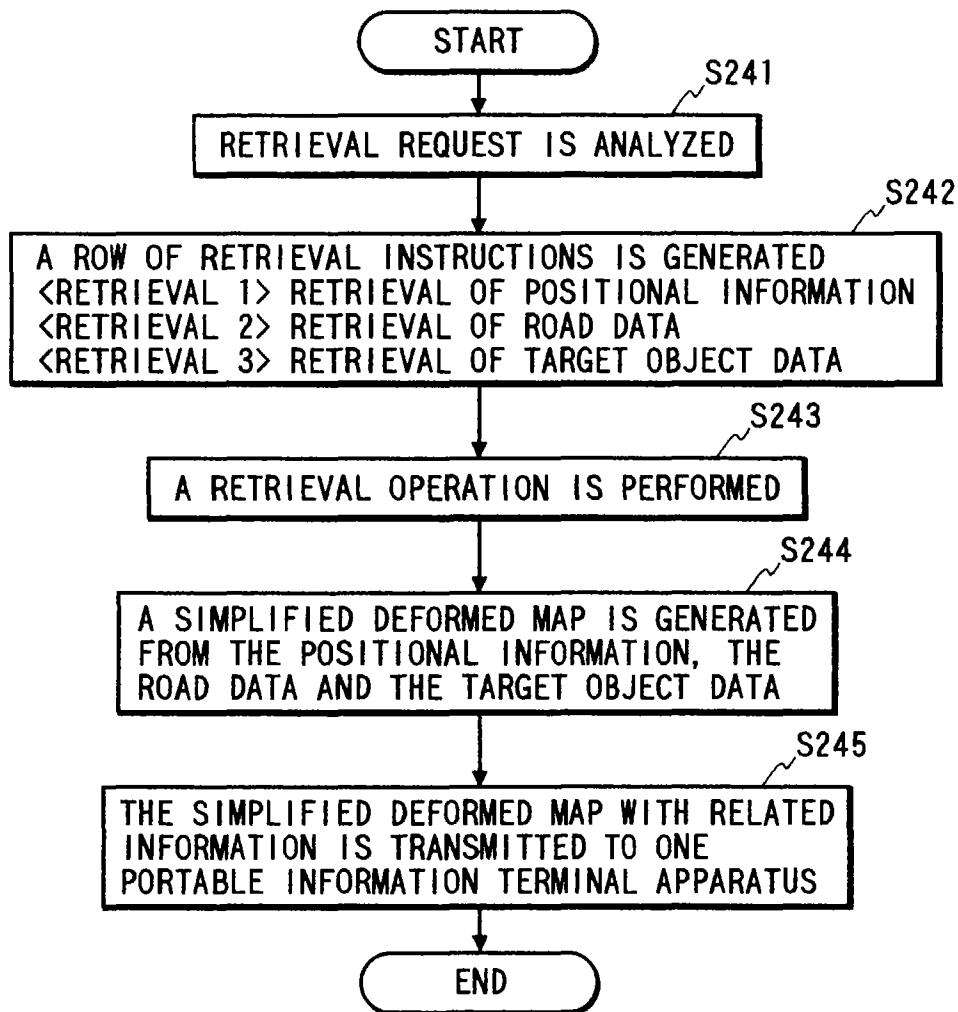 START
S241
RETRIEVAL REQUEST IS ANALYZED
S242
A ROW OF RETRIEVAL INSTRUCTIONS IS GENERATED
<RETRIEVAL 1> RETRIEVAL OF POSITIONAL INFORMATION
<RETRIEVAL 2> RETRIEVAL OF ROAD DATA
<RETRIEVAL 3> RETRIEVAL OF TARGET OBJECT DATA
S243
A RETRIEVAL OPERATION IS PERFORMED
S244
A SIMPLIFIED DEFORMED MAP IS GENERATED
FROM THE POSITIONAL INFORMATION, THE
ROAD DATA AND THE TARGET OBJECT DATA
S245
THE SIMPLIFIED DEFORMED MAP WITH RELATED
INFORMATION IS TRANSMITTED TO ONE
PORTABLE INFORMATION TERMINAL APPARATUS
END